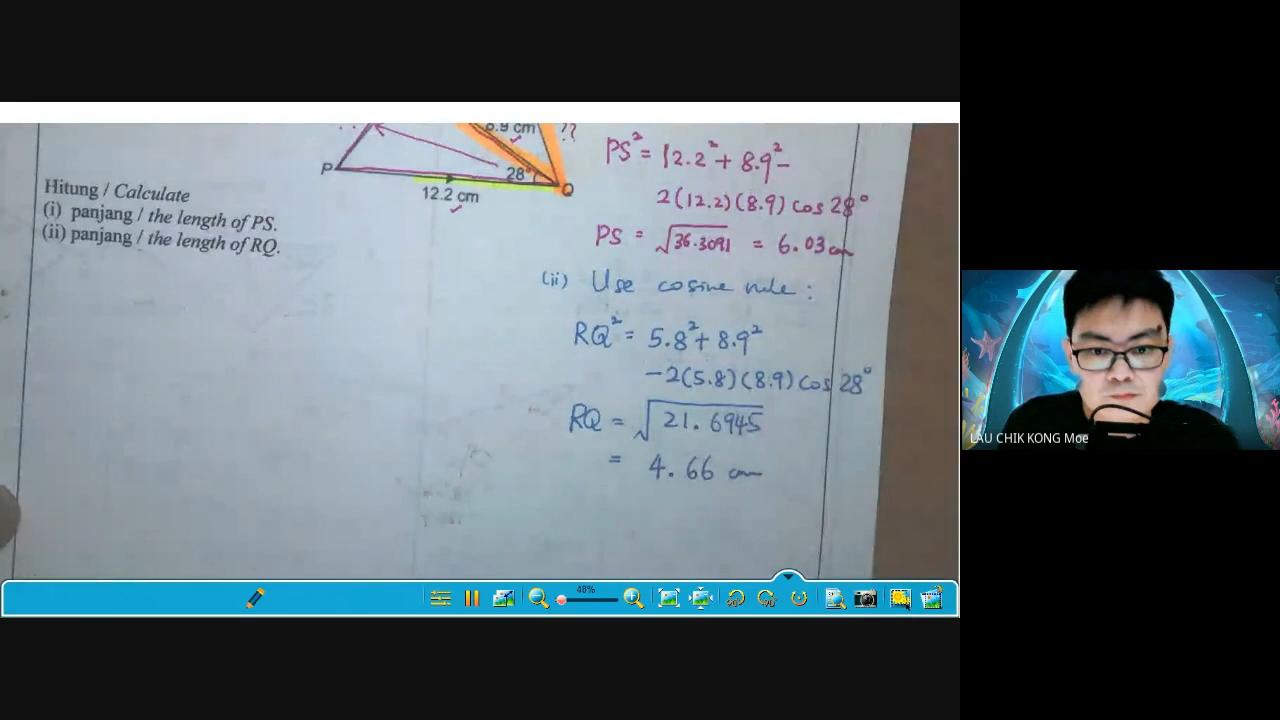 8.9 cm
??
P
28°
Q
12.2 cm
Hitung / Calculate
(i) panjang / the length of PS.
(ii) panjang / the length of RQ.
PS² = 12.2² + 8.9² −
2(12.2)(8.9) cos 28°
PS = √36.3091 = 6.03 cm
(ii) Use cosine rule :
RQ² = 5.8² + 8.9²
−2(5.8)(8.9) cos 28°
RQ = √21.6945
= 4.66 cm
LAU CHIK KONG Moe
48%
90
90